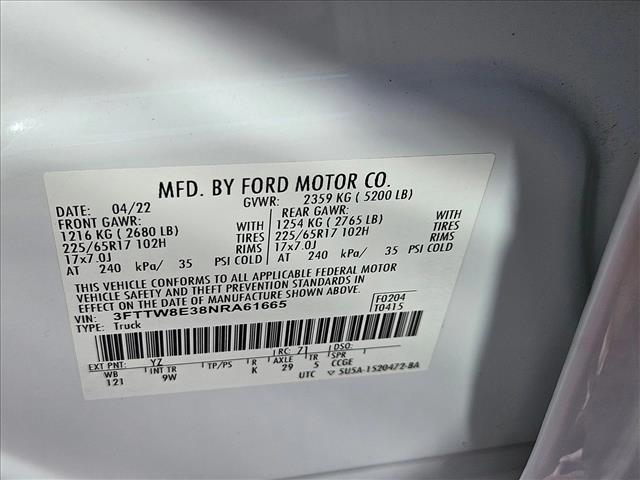 MFD. BY FORD MOTOR CO.
DATE: 04/22 GVWR: 2359 KG ( 5200 LB)
FRONT GAWR: REAR GAWR:
1216 KG ( 2680 LB) WITH 1254 KG ( 2765 LB) WITH
225/65R17 102H TIRES 225/65R17 102H TIRES
17x7.0J RIMS 17x7.0J RIMS
AT 240 kPa/ 35 PSI COLD AT 240 kPa/ 35 PSI COLD
THIS VEHICLE CONFORMS TO ALL APPLICABLE FEDERAL MOTOR
VEHICLE SAFETY AND THEFT PREVENTION STANDARDS IN
EFFECT ON THE DATE OF MANUFACTURE SHOWN ABOVE.
VIN: 3FTTW8E38NRA61665 F0204
TYPE: Truck T0415
EXT PNT: YZ RC: 7 DSO:
WB INT TR TP/PS R AXLE TR SPR
121 9W K 29 5 CCGE
UTC 5U5A-1520472-BA